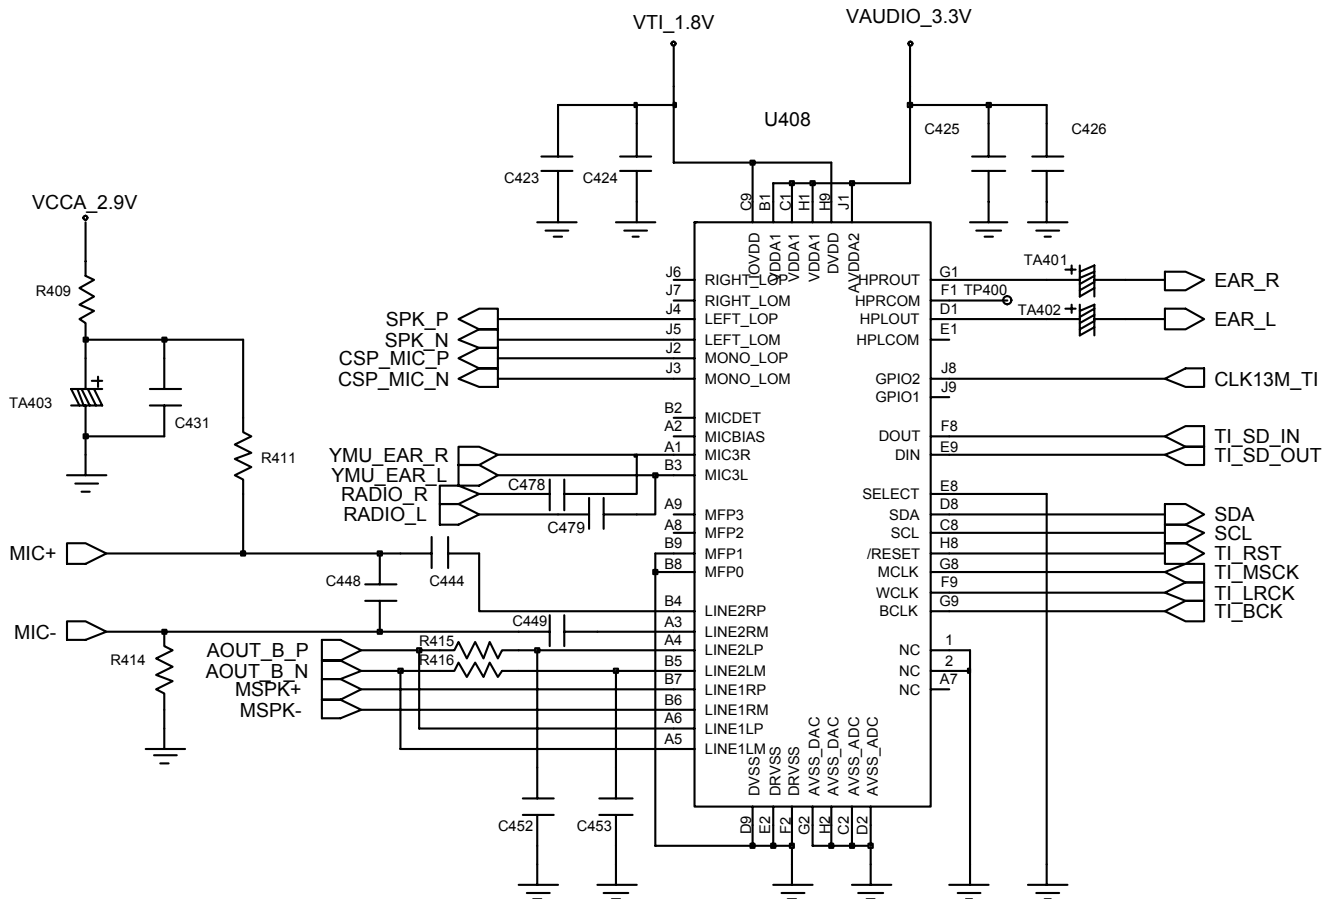 VTI_1.8V
VAUDIO_3.3V
U408
C423
C424
C425
C426
VCCA_2.9V
R409
TA403
C431
R411
C9
B1
C1
H1
H9
J1
IOVDD
VDDA1
VDDA1
VDDA1
DVDD
AVDDA2
SPK_P
SPK_N
CSP_MIC_P
CSP_MIC_N
YMU_EAR_R
YMU_EAR_L
RADIO_R
RADIO_L
C478
C479
MIC+
MIC-
C448
C444
C449
R414
AOUT_B_P
AOUT_B_N
MSPK+
MSPK-
R415
R416
C452
C453
J6 RIGHT_LOP
J7 RIGHT_LOM
J4 LEFT_LOP
J5 LEFT_LOM
J2 MONO_LOP
J3 MONO_LOM
B2 MICDET
A2 MICBIAS
A1 MIC3R
B3 MIC3L
A9 MFP3
A8 MFP2
B9 MFP1
B8 MFP0
B4 LINE2RP
A3 LINE2RM
A4 LINE2LP
B5 LINE2LM
B7 LINE1RP
B6 LINE1RM
A6 LINE1LP
A5 LINE1LM
HPROUT G1
HPRCOM F1
HPLOUT D1
HPLCOM E1
GPIO2 J8
GPIO1 J9
DOUT F8
DIN E9
SELECT E8
SDA D8
SCL C8
/RESET H8
MCLK G8
WCLK F9
BCLK G9
NC 1
NC 2
NC A7
TA401
+
TP400
TA402
+
+
EAR_R
EAR_L
CLK13M_TI
TI_SD_IN
TI_SD_OUT
SDA
SCL
TI_RST
TI_MSCK
TI_LRCK
TI_BCK
DVSS
DRVSS
DRVSS
AVSS_DAC
AVSS_DAC
AVSS_ADC
AVSS_ADC
D9
E2
F2
G2
H2
C2
D2